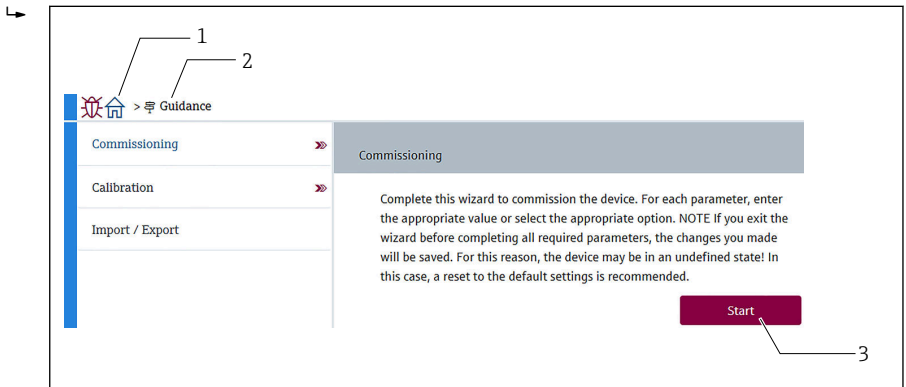 1
2
> Guidance
Commissioning
Calibration
Import / Export
Commissioning
Complete this wizard to commission the device. For each parameter, enter
the appropriate value or select the appropriate option. NOTE If you exit the
wizard before completing all required parameters, the changes you made
will be saved. For this reason, the device may be in an undefined state! In
this case, a reset to the default settings is recommended.
Start
3